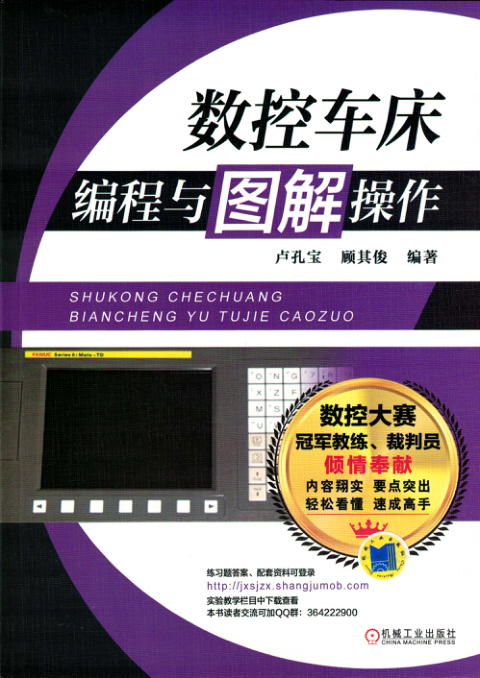 数控车床
编程与图解操作
卢孔宝 顾其俊 编著
SHUKONG CHECHUANG
BIANCHENG YU TUJIE CAOZUO
FANUC Series 0i Mate-TD
数控大赛
冠军教练、裁判员
倾情奉献
内容翔实 要点突出
轻松看懂 速成高手
练习题答案、配套资料可登录
http://jxsjzx.shangjumob.com
实验教学栏目中下载查看
本书读者交流可加QQ群：364222900
机械工业出版社
CHINA MACHINE PRESS